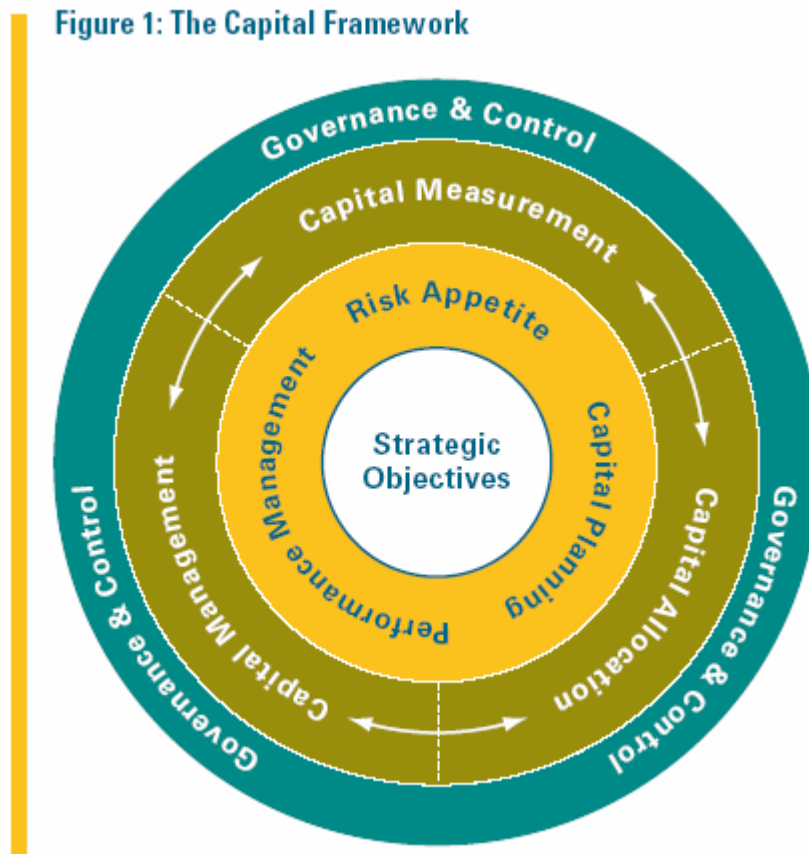 Figure 1: The Capital Framework
Governance & Control
Capital Measurement
Risk Appetite
Performance Management
Strategic
Objectives
Capital Planning
Capital Management
Capital Allocation
Governance & Control
Governance & Control